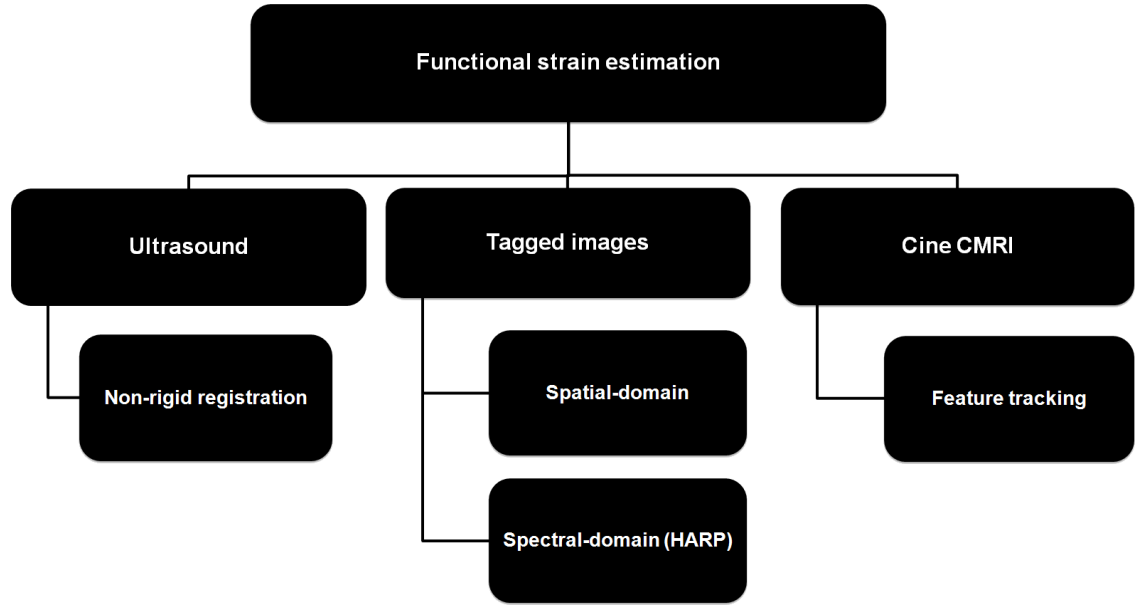 Functional strain estimation
Ultrasound
Tagged images
Cine CMRI
Non-rigid registration
Spatial-domain
Feature tracking
Spectral-domain (HARP)